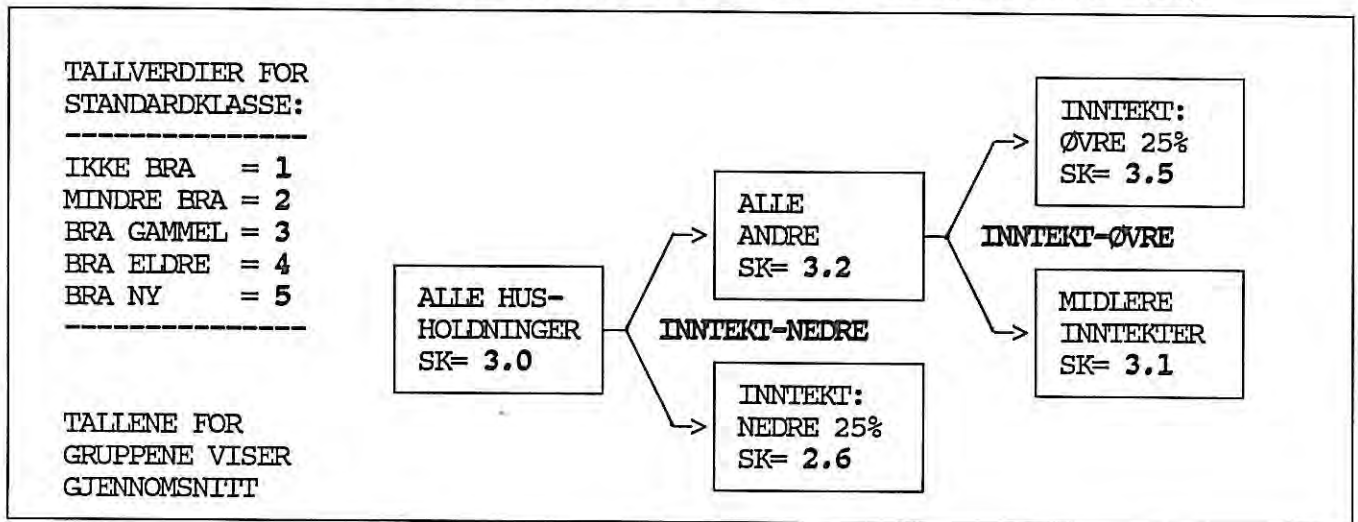 TALLVERDIER FOR
STANDARDKLASSE:
---------------
IKKE BRA = 1
MINDRE BRA = 2
BRA GAMMEL = 3
BRA ELDRE = 4
BRA NY = 5
---------------
TALLENE FOR
GRUPPENE VISER
GJENNOMSNITT
ALLE HUS-
HOLDNINGER
SK= 3.0
INNTEKT-NEDRE
ALLE
ANDRE
SK= 3.2
INNTEKT:
NEDRE 25%
SK= 2.6
INNTEKT-ØVRE
INNTEKT:
ØVRE 25%
SK= 3.5
MIDLERE
INNTEKTER
SK= 3.1